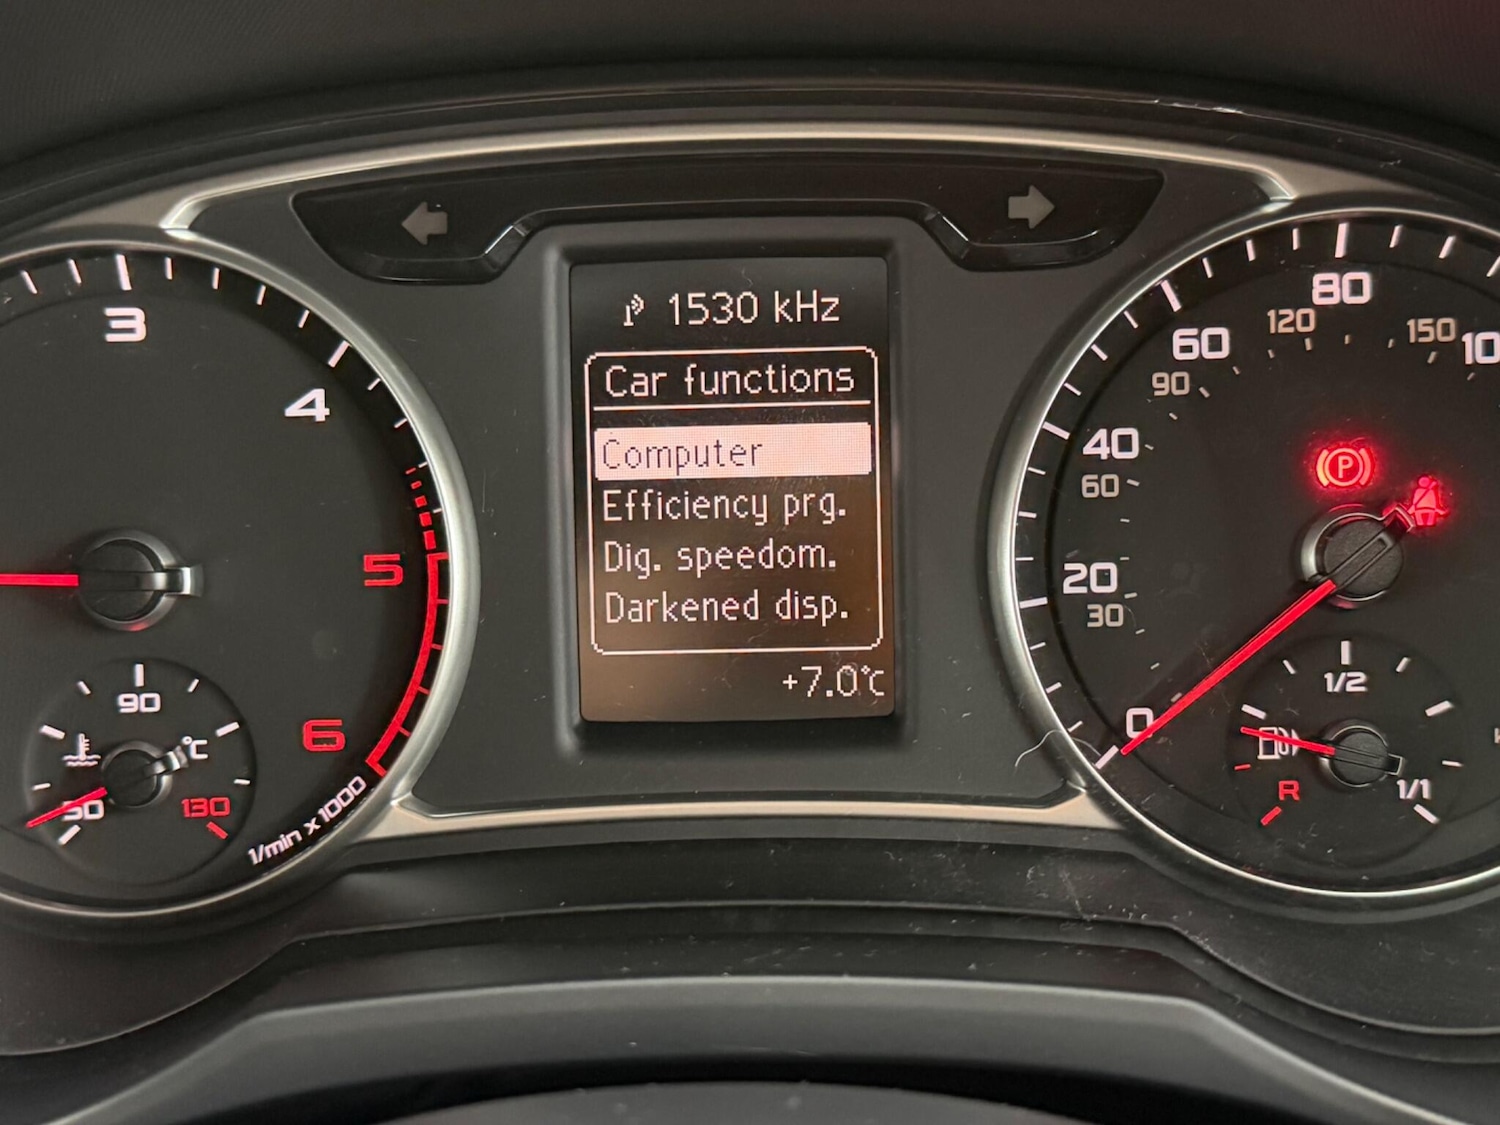 1530 kHz
Car functions
Computer
Efficiency prg.
Dig. speedom.
Darkened disp.
+7.0°C
3
4
5
6
1/min x 1000
90
°C
50
130
0
20
30
40
60
60
90
80
120
150
P
1/2
R
1/1